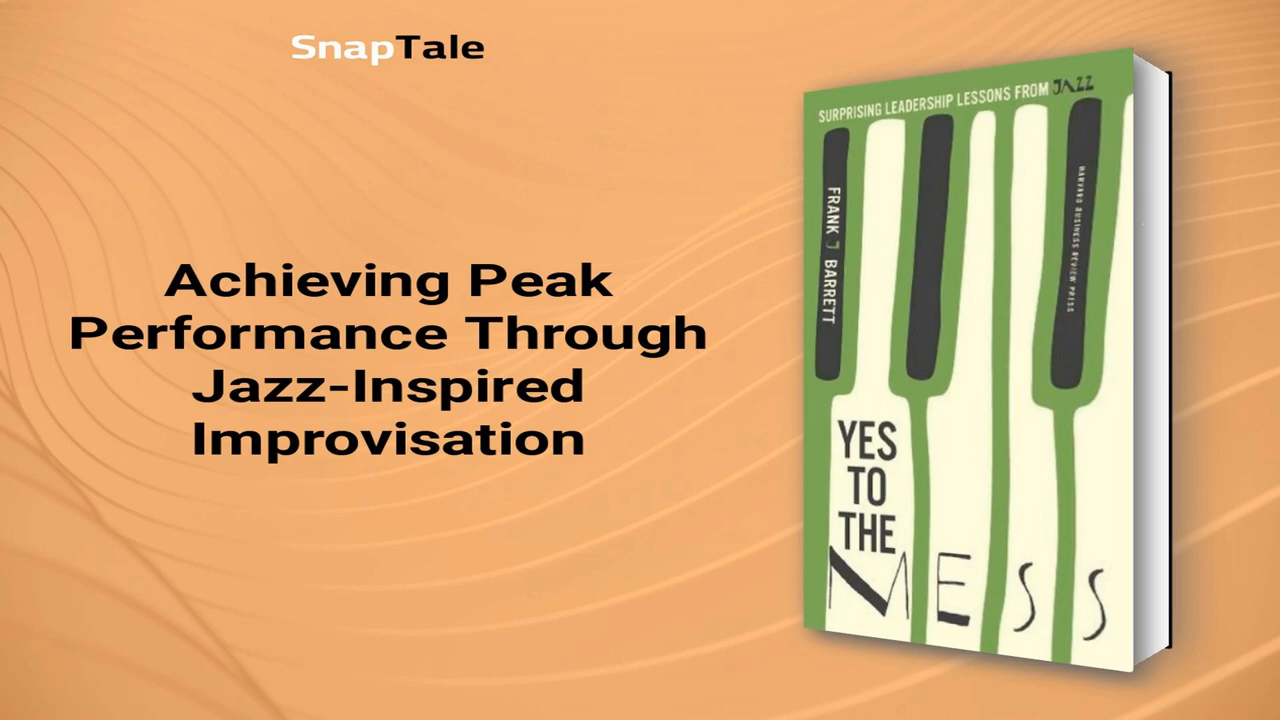 SnapTale
Achieving Peak
Performance Through
Jazz-Inspired
Improvisation
SURPRISING LEADERSHIP LESSONS FROM JAZZ
FRANK J BARRETT
HARVARD BUSINESS REVIEW PRESS
YES
TO
THE
MESS